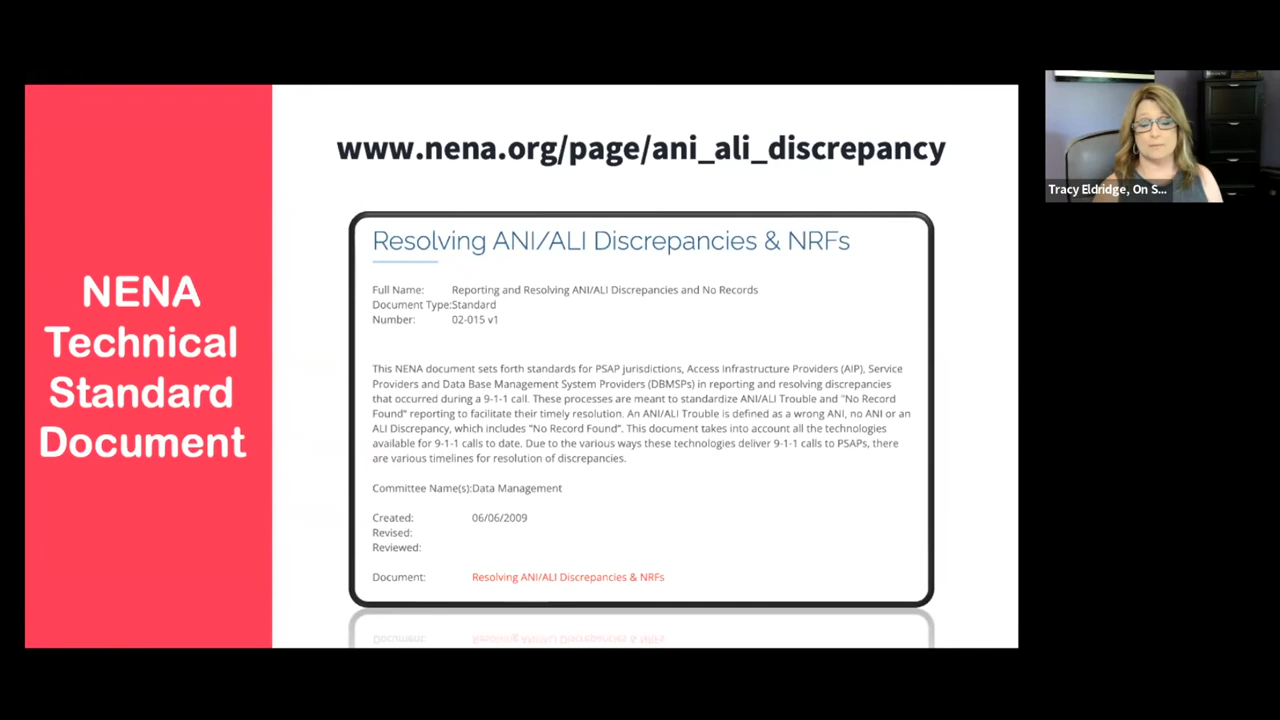 www.nena.org/page/ani_ali_discrepancy
NENA
Technical
Standard
Document
Resolving ANI/ALI Discrepancies & NRFs
Full Name: Reporting and Resolving ANI/ALI Discrepancies and No Records
Document Type:Standard
Number: 02-015 v1
This NENA document sets forth standards for PSAP jurisdictions, Access Infrastructure Providers (AIP), Service
Providers and Data Base Management System Providers (DBMSPs) in reporting and resolving discrepancies
that occurred during a 9-1-1 call. These processes are meant to standardize ANI/ALI Trouble and "No Record
Found" reporting to facilitate their timely resolution. An ANI/ALI Trouble is defined as a wrong ANI, no ANI or an
ALI Discrepancy, which includes "No Record Found". This document takes into account all the technologies
available for 9-1-1 calls to date. Due to the various ways these technologies deliver 9-1-1 calls to PSAPs, there
are various timelines for resolution of discrepancies.
Committee Name(s):Data Management
Created: 06/06/2009
Revised:
Reviewed:
Document: Resolving ANI/ALI Discrepancies & NRFs
Document: Resolving ANI/ALI Discrepancies & NRFs
Tracy Eldridge, On S...